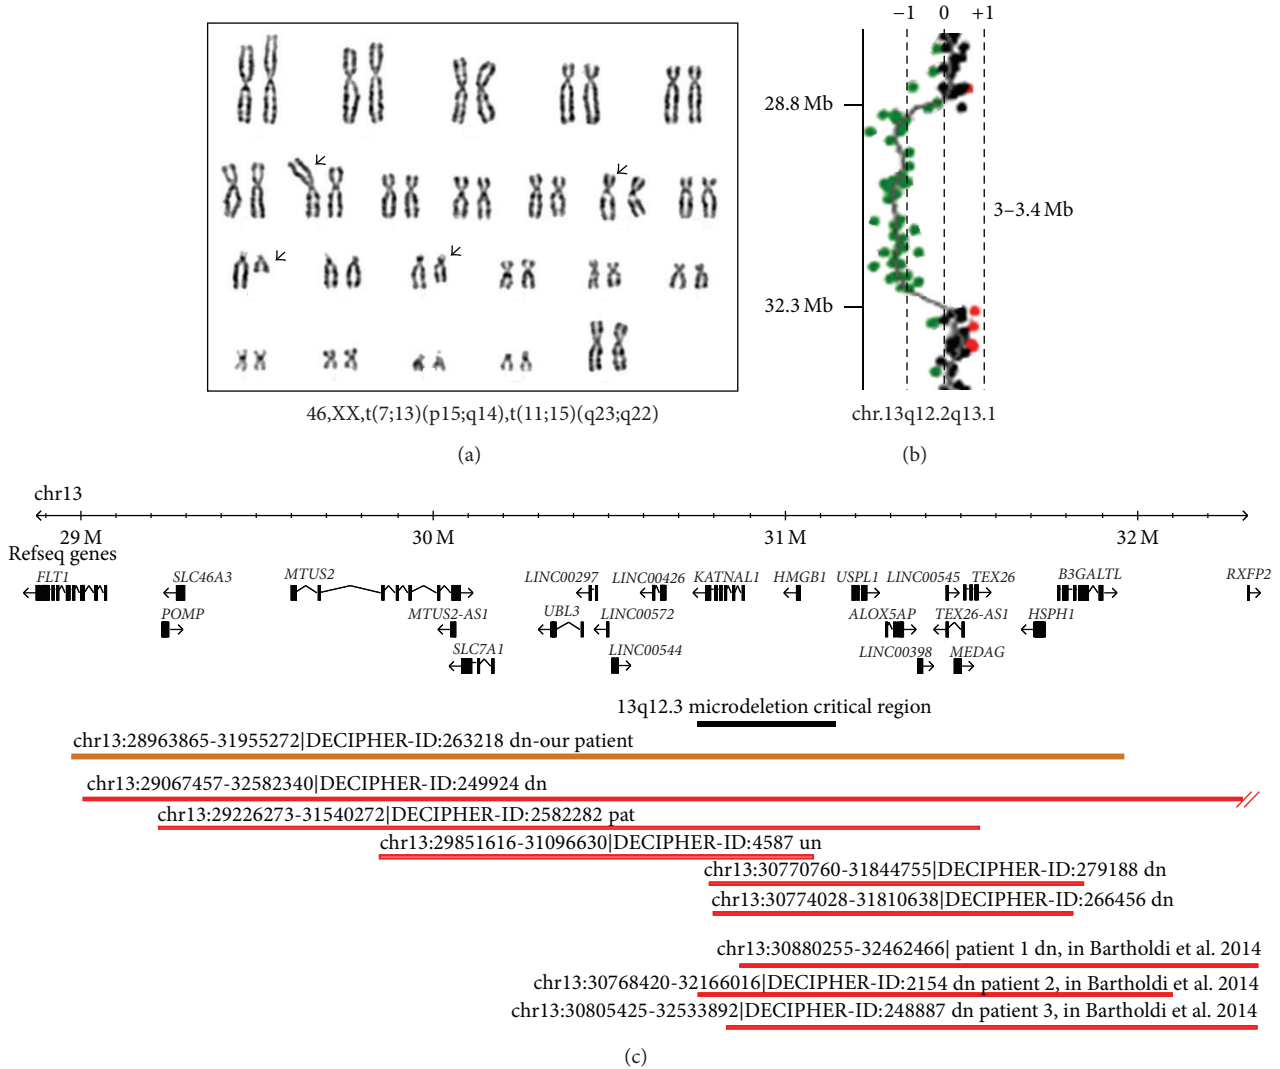 −1 0 +1
28.8 Mb
3–3.4 Mb
32.3 Mb
46,XX,t(7;13)(p15;q14),t(11;15)(q23;q22)
chr.13q12.2q13.1
(a)
(b)
chr13
29 M 30 M 31 M 32 M
Refseq genes
FLT1 SLC46A3 MTUS2 LINC00297 LINC00426 KATNAL1 HMGB1 USPL1 LINC00545 TEX26 B3GALTL RXFP2
POMP MTUS2-AS1 UBL3 LINC00572 ALOX5AP TEX26-AS1 HSPH1
SLC7A1 LINC00544 LINC00398 MEDAG
13q12.3 microdeletion critical region
chr13:28963865-31955272|DECIPHER-ID:263218 dn-our patient
chr13:29067457-32582340|DECIPHER-ID:249924 dn
chr13:29226273-31540272|DECIPHER-ID:2582282 pat
chr13:29851616-31096630|DECIPHER-ID:4587 un
chr13:30770760-31844755|DECIPHER-ID:279188 dn
chr13:30774028-31810638|DECIPHER-ID:266456 dn
chr13:30880255-32462466| patient 1 dn, in Bartholdi et al. 2014
chr13:30768420-32166016|DECIPHER-ID:2154 dn patient 2, in Bartholdi et al. 2014
chr13:30805425-32533892|DECIPHER-ID:248887 dn patient 3, in Bartholdi et al. 2014
(c)